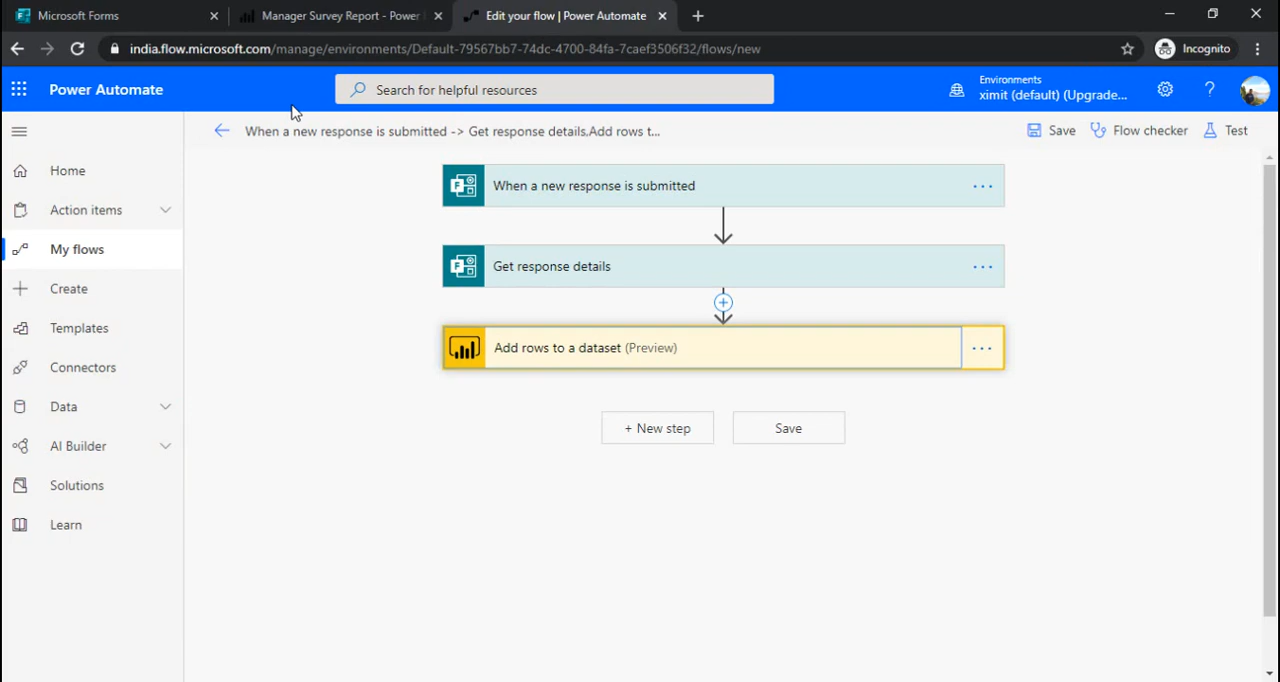 Microsoft Forms
Manager Survey Report - Power
Edit your flow | Power Automate
india.flow.microsoft.com/manage/environments/Default-79567bb7-74dc-4700-84fa-7caef3506f32/flows/new
Incognito
Power Automate
Search for helpful resources
Environments
ximit (default) (Upgrade...
?
When a new response is submitted -> Get response details,Add rows t...
Save
Flow checker
Test
Home
Action items
My flows
Create
Templates
Connectors
Data
AI Builder
Solutions
Learn
When a new response is submitted
Get response details
Add rows to a dataset (Preview)
+ New step
Save